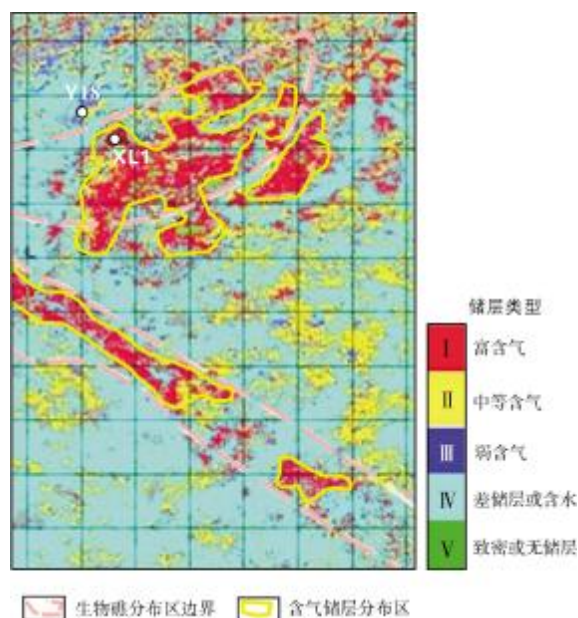 Y18
XL1
储层类型
I 富含气
II 中等含气
III 弱含气
IV 差储层或含水
V 致密或无储层
生物礁分布区边界 含气储层分布区